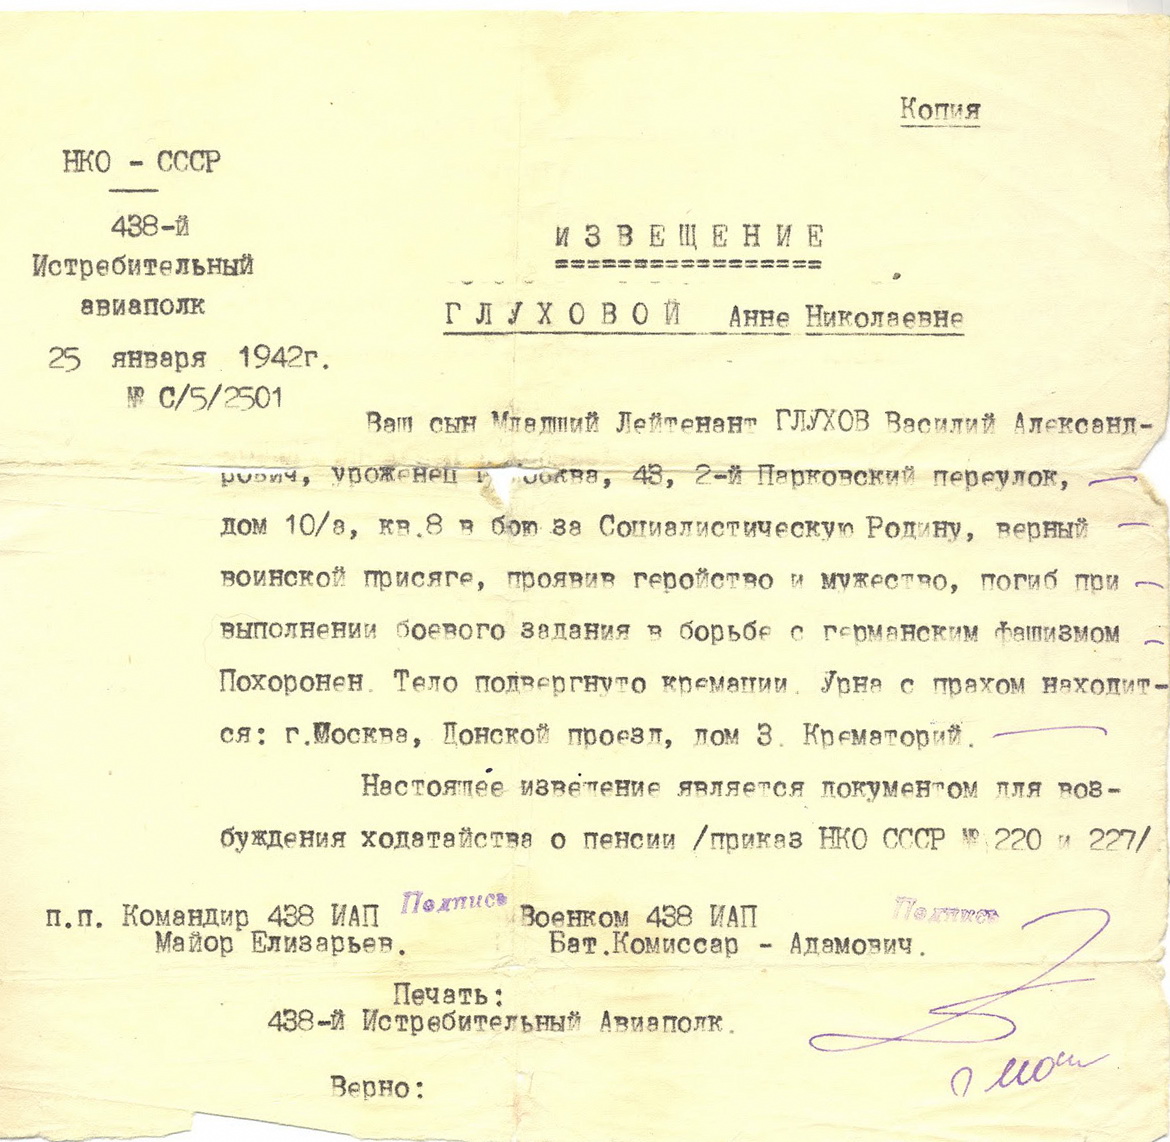 Копия
НКО - СССР
438-й
Истребительный
авиаполк
25 января 1942г.
№ С/5/2501
ИЗВЕЩЕНИЕ
ГЛУХОВОЙ Анне Николаевне
Ваш сын Младший Лейтенант ГЛУХОВ Василий Александ-
рович, уроженец г. Москва, 43, 2-й Парковский переулок,
дом 10/а, кв.8 в бою за Социалистическую Родину, верный
воинской присяге, проявив геройство и мужество, погиб при
выполнении боевого задания в борьбе с германским фашизмом
Похоронен. Тело подвергнуто кремации. Урна с прахом находит-
ся: г.Москва, Донской проезд, дом 3. Крематорий.
Настоящее извещение является документом для воз-
буждения ходатайства о пенсии /приказ НКО СССР № 220 и 227/
п.п. Командир 438 ИАП Подпись Военком 438 ИАП Подпись
Майор Елизарьев. Бат.Комиссар - Адамович.
Печать:
438-й Истребительный Авиаполк.
Верно: